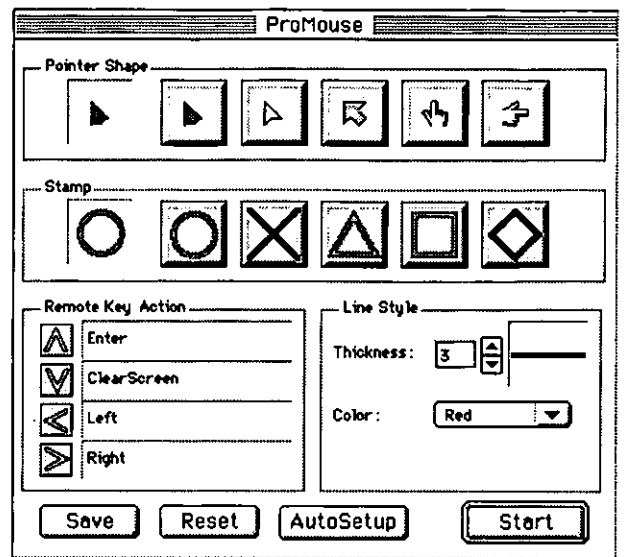 ProMouse
Pointer Shape
Stamp
Remote Key Action
Enter
ClearScreen
Left
Right
Line Style
Thickness: 3
Color: Red
Save Reset AutoSetup Start